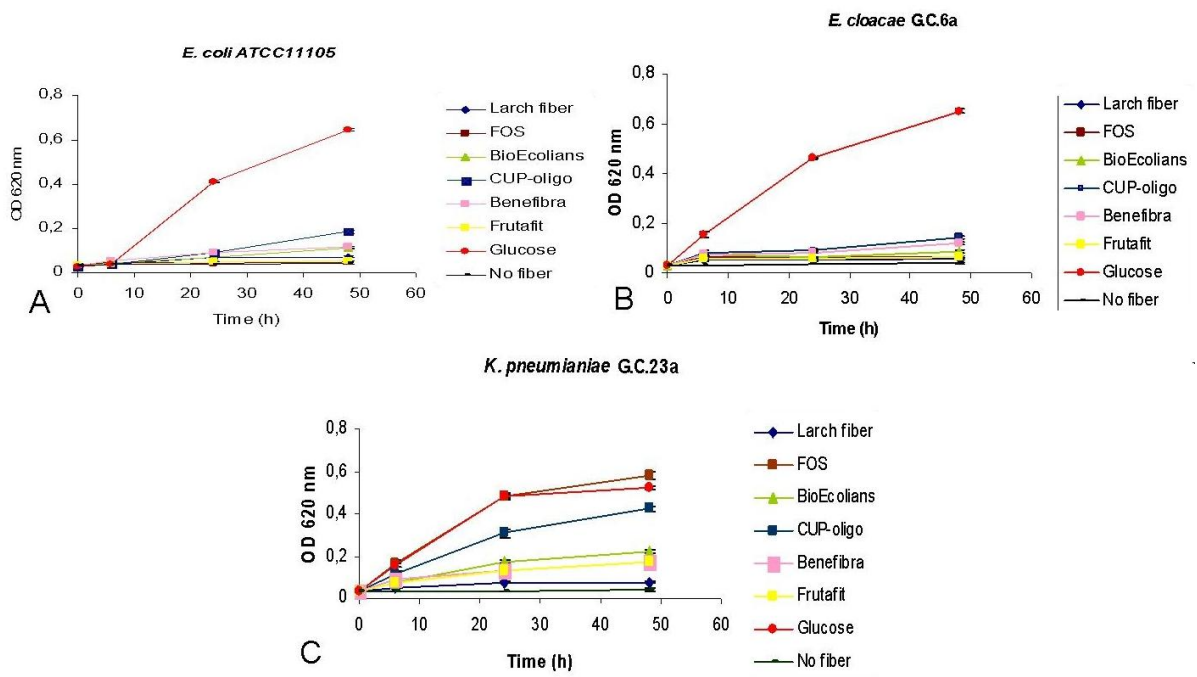 E. coli ATCC11105
0,8
0,6
0,4
0,2
0
OD 620 nm
0 10 20 30 40 50 60
Time (h)
Larch fiber
FOS
BioEcolians
CUP-oligo
Benefibra
Frutafit
Glucose
No fiber
A
E. cloacae G.C.6a
0,8
0,6
0,4
0,2
0
OD 620 nm
0 10 20 30 40 50 60
Time (h)
Larch fiber
FOS
BioEcolians
CUP-oligo
Benefibra
Frutafit
Glucose
No fiber
B
K. pneumianiae G.C.23a
0,8
0,6
0,4
0,2
0
OD 620 nm
0 10 20 30 40 50 60
Time (h)
Larch fiber
FOS
BioEcolians
CUP-oligo
Benefibra
Frutafit
Glucose
No fiber
C